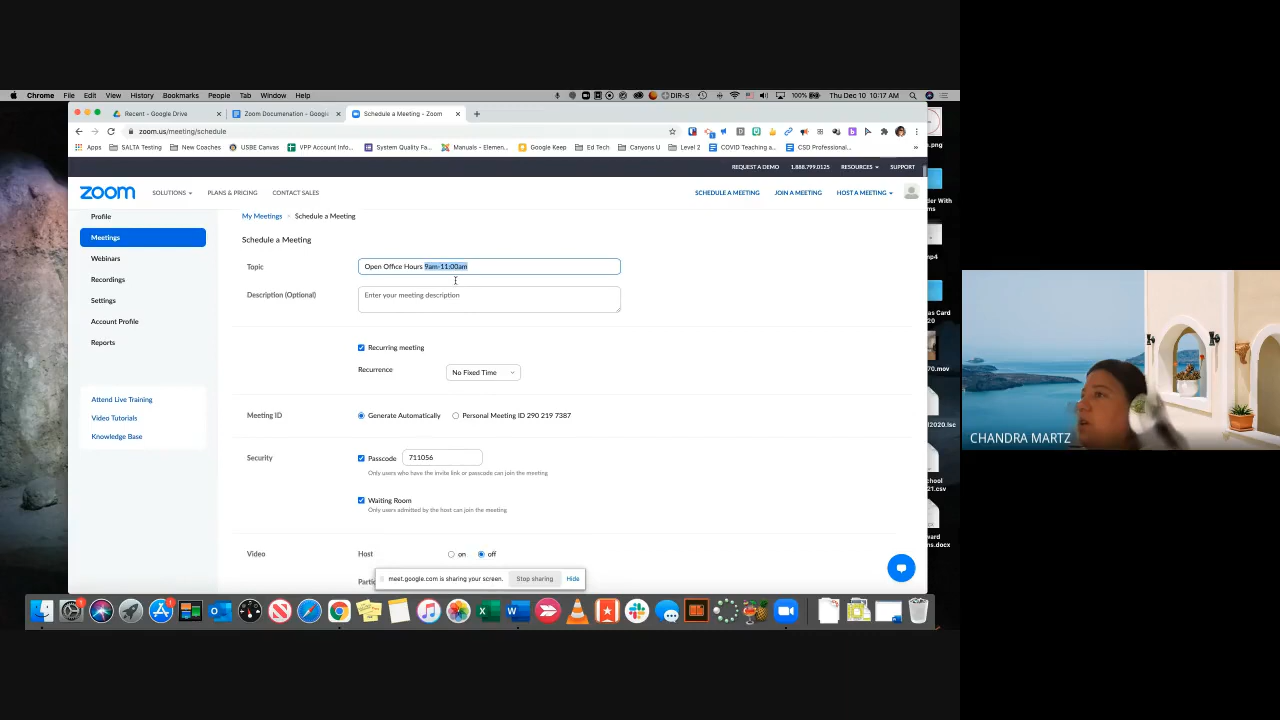 Chrome File Edit View History Bookmarks People Tab Window Help DIR-S 100% Thu Dec 10 10:17 AM
Recent - Google Drive × Zoom Documenation - Google × Schedule a Meeting - Zoom × +
zoom.us/meeting/schedule
Apps SALTA Testing New Coaches USBE Canvas VPP Account Info... System Quality Fa... Manuals - Elemen... Google Keep Ed Tech Canyons U Level 2 COVID Teaching a... CSD Professional... »
REQUEST A DEMO 1.888.799.0125 RESOURCES SUPPORT
zoom SOLUTIONS PLANS & PRICING CONTACT SALES SCHEDULE A MEETING JOIN A MEETING HOST A MEETING
Profile
Meetings
Webinars
Recordings
Settings
Account Profile
Reports
Attend Live Training
Video Tutorials
Knowledge Base
My Meetings > Schedule a Meeting
Schedule a Meeting
Topic Open Office Hours 9am-11:00am
Description (Optional) Enter your meeting description
Recurring meeting
Recurrence No Fixed Time
Meeting ID Generate Automatically Personal Meeting ID 290 219 7387
Security Passcode 711056
Only users who have the invite link or passcode can join the meeting
Waiting Room
Only users admitted by the host can join the meeting
Video Host on off
meet.google.com is sharing your screen. Stop sharing Hide
CHANDRA MARTZ